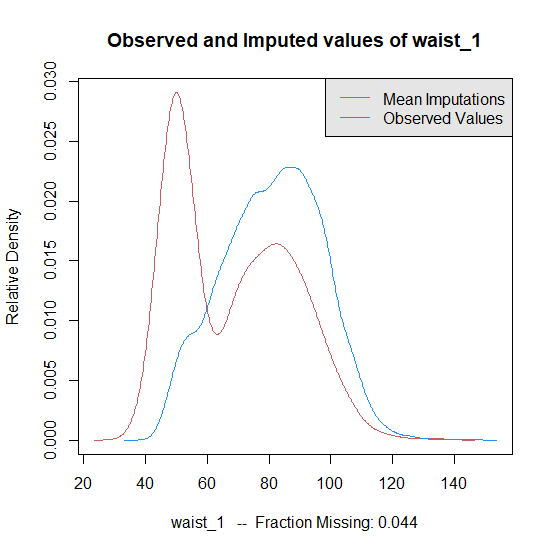 Observed and Imputed values of waist_1
Mean Imputations
Observed Values
Relative Density
0.030
0.025
0.020
0.015
0.010
0.005
0.000
20 40 60 80 100 120 140
waist_1 -- Fraction Missing: 0.044